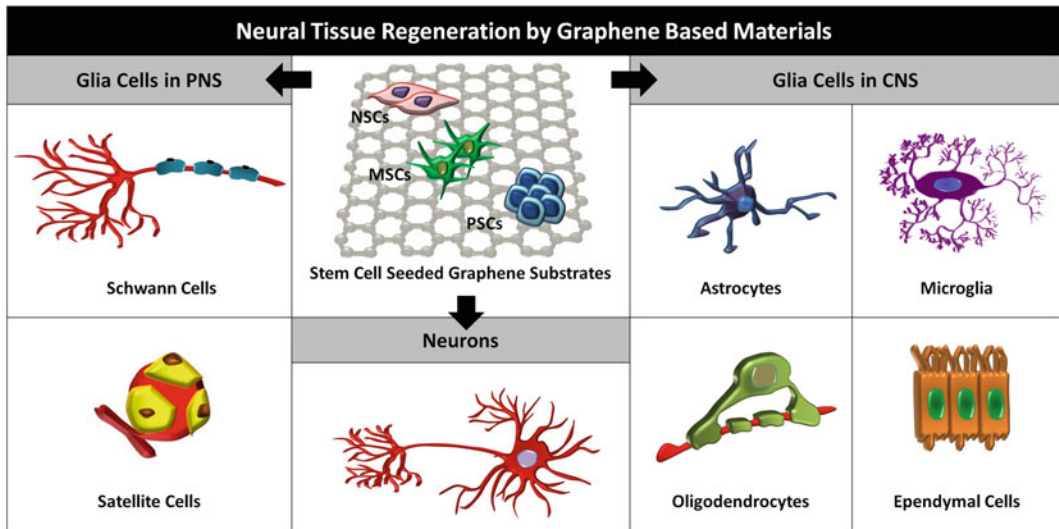 Neural Tissue Regeneration by Graphene Based Materials
Glia Cells in PNS
Glia Cells in CNS
NSCs
MSCs
PSCs
Stem Cell Seeded Graphene Substrates
Schwann Cells
Astrocytes
Microglia
Neurons
Satellite Cells
Oligodendrocytes
Ependymal Cells